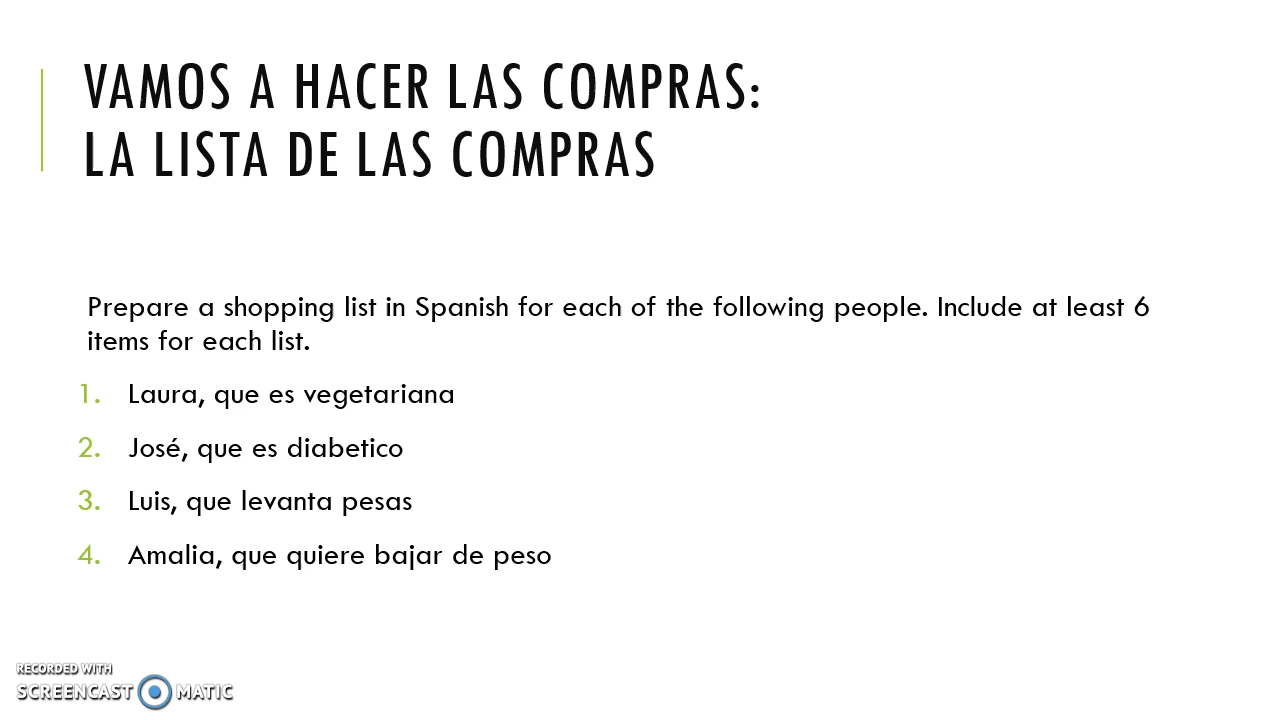 VAMOS A HACER LAS COMPRAS:
LA LISTA DE LAS COMPRAS
Prepare a shopping list in Spanish for each of the following people. Include at least 6
items for each list.
1. Laura, que es vegetariana
2. José, que es diabetico
3. Luis, que levanta pesas
4. Amalia, que quiere bajar de peso
RECORDED WITH
SCREENCAST MATIC